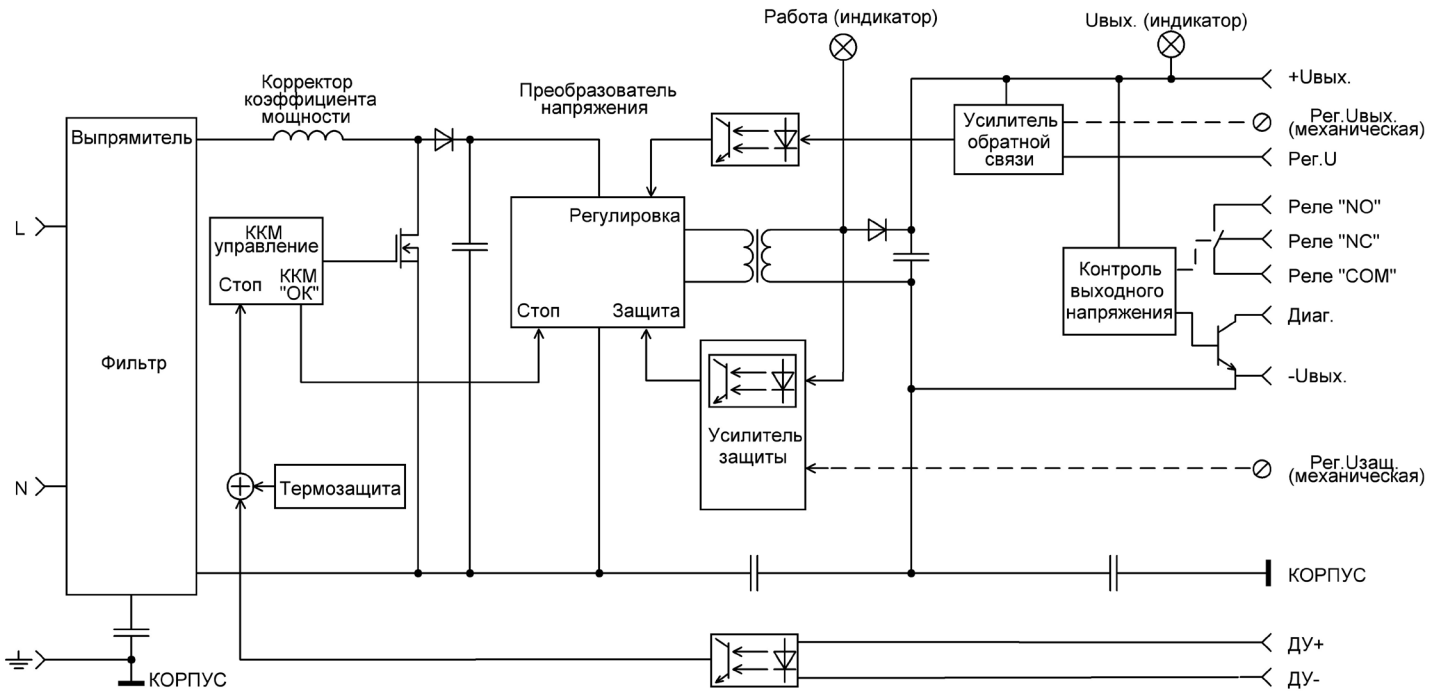 Работа (индикатор)
Uвых. (индикатор)
Корректор
коэффициента
мощности
Преобразователь
напряжения
+Uвых.
Выпрямитель
Усилитель
обратной
связи
Рег.Uвых.
(механическая)
Рег.U
L
ККМ
управление
Стоп
ККМ
"ОК"
Регулировка
Стоп
Защита
Реле "NO"
Реле "NC"
Реле "COM"
Контроль
выходного
напряжения
Диаг.
-Uвых.
Фильтр
Усилитель
защиты
N
Термозащита
Рег.Uзащ.
(механическая)
КОРПУС
ДУ+
ДУ-
КОРПУС